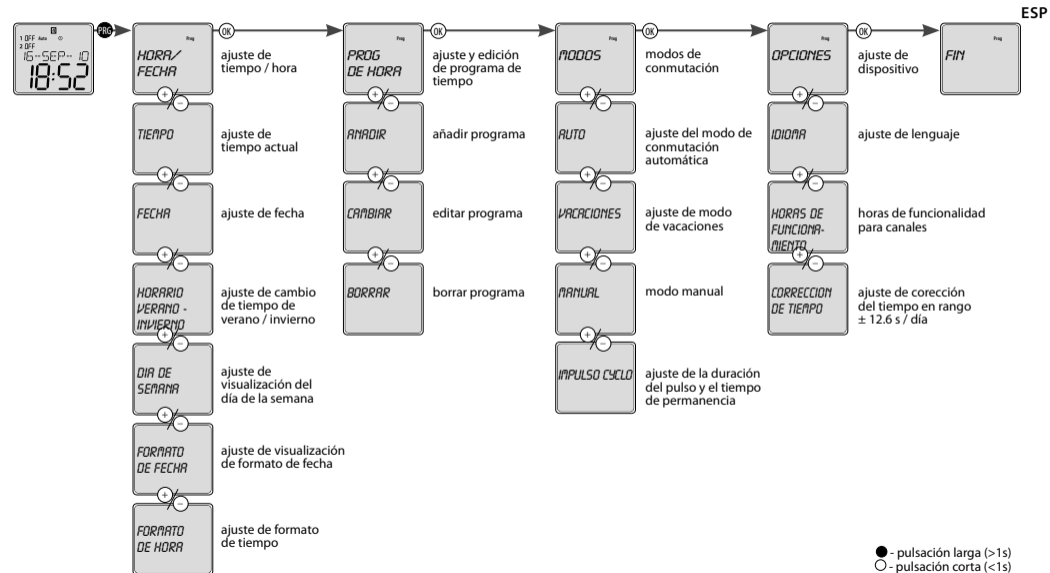 ESP
1 OFF Auto
2 OFF
16-SEP-10
18:52
PRG
Prog
HORA/
FECHA
OK
ajuste de
tiempo / hora
+/-
TIEMPO
ajuste de
tiempo actual
+/-
FECHA
ajuste de fecha
+/-
HORARIO
VERANO -
INVIERNO
ajuste de cambio
de tiempo de
verano / invierno
+/-
DIA DE
SEMANA
ajuste de
visualización del
día de la semana
+/-
FORMATO
DE FECHA
ajuste de visualización
de formato de fecha
+/-
FORMATO
DE HORA
ajuste de formato
de tiempo
Prog
PROG
DE HORA
OK
ajuste y edición
de programa de
tiempo
+/-
ANADIR
añadir programa
+/-
CAMBIAR
editar programa
+/-
BORRAR
borrar programa
Prog
MODOS
OK
modos de
conmutación
+/-
AUTO
ajuste del modo de
conmutación
automática
+/-
VACACIONES
ajuste de modo
de vacaciones
+/-
MANUAL
modo manual
+/-
IMPULSO CYCLO
ajuste de la duración
del pulso y el tiempo
de permanencia
Prog
OPCIONES
OK
ajuste de
dispositivo
+/-
IDIOMA
ajuste de lenguaje
+/-
HORAS DE
FUNCIONA-
MIENTO
horas de funcionalidad
para canales
+/-
CORRECCION
DE TIEMPO
ajuste de corección
del tiempo en rango
± 12.6 s / día
Prog
FIN
- pulsación larga (>1s)
- pulsación corta (<1s)